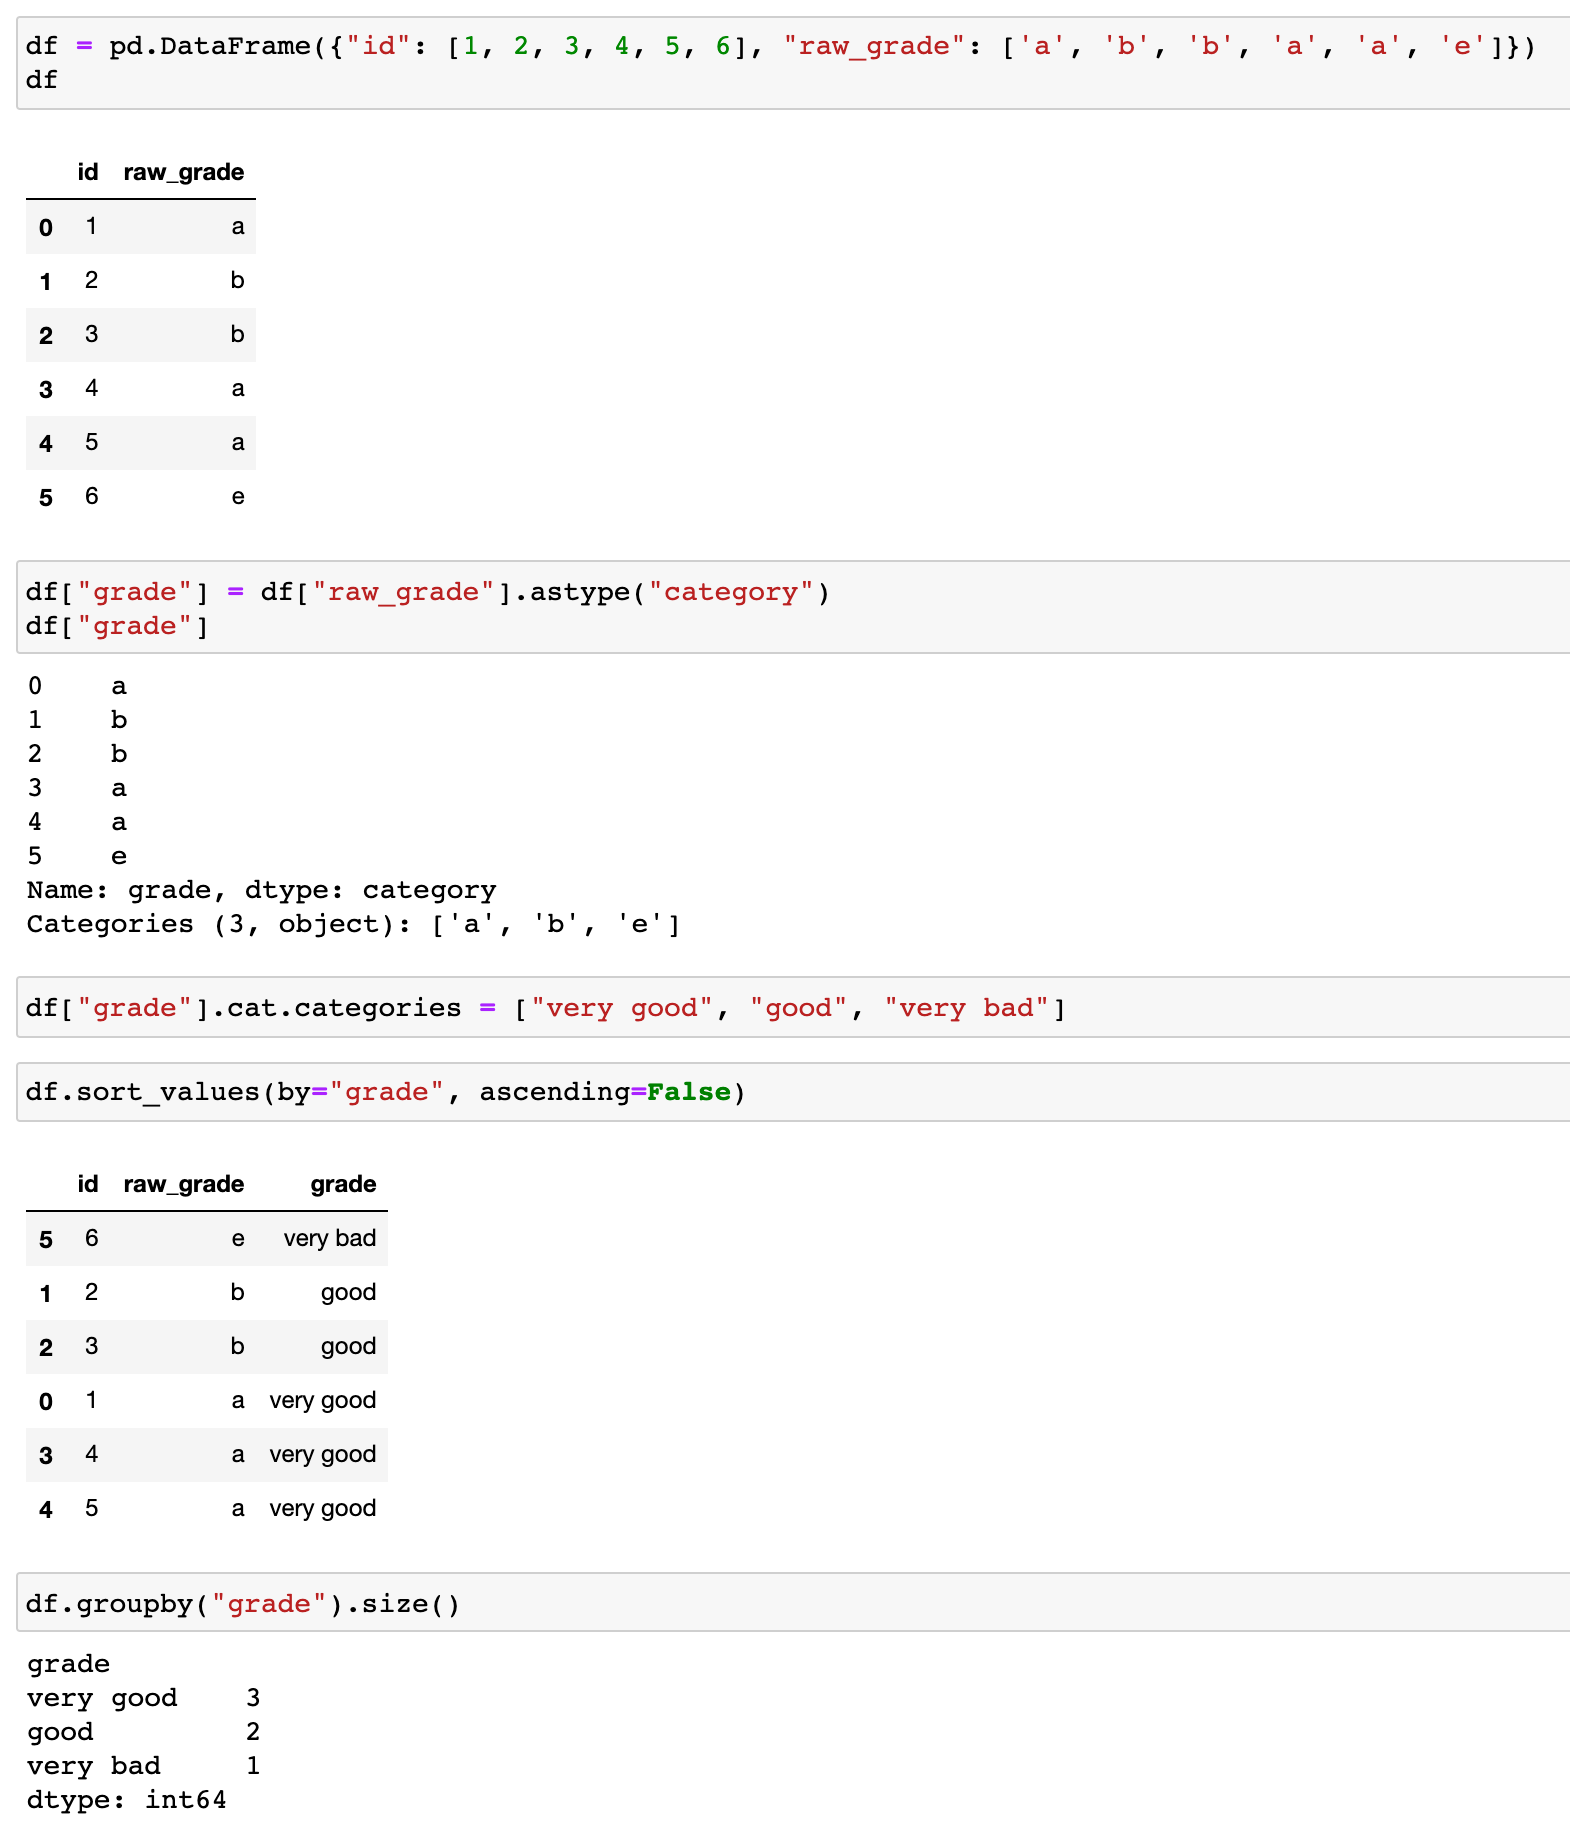 df = pd.DataFrame({"id": [1, 2, 3, 4, 5, 6], "raw_grade": ['a', 'b', 'b', 'a', 'a', 'e']})
df
id raw_grade
0 1 a
1 2 b
2 3 b
3 4 a
4 5 a
5 6 e
df["grade"] = df["raw_grade"].astype("category")
df["grade"]
0     a
1     b
2     b
3     a
4     a
5     e
Name: grade, dtype: category
Categories (3, object): ['a', 'b', 'e']
df["grade"].cat.categories = ["very good", "good", "very bad"]
df.sort_values(by="grade", ascending=False)
id raw_grade grade
5 6 e very bad
1 2 b good
2 3 b good
0 1 a very good
3 4 a very good
4 5 a very good
df.groupby("grade").size()
grade
very good    3
good         2
very bad     1
dtype: int64